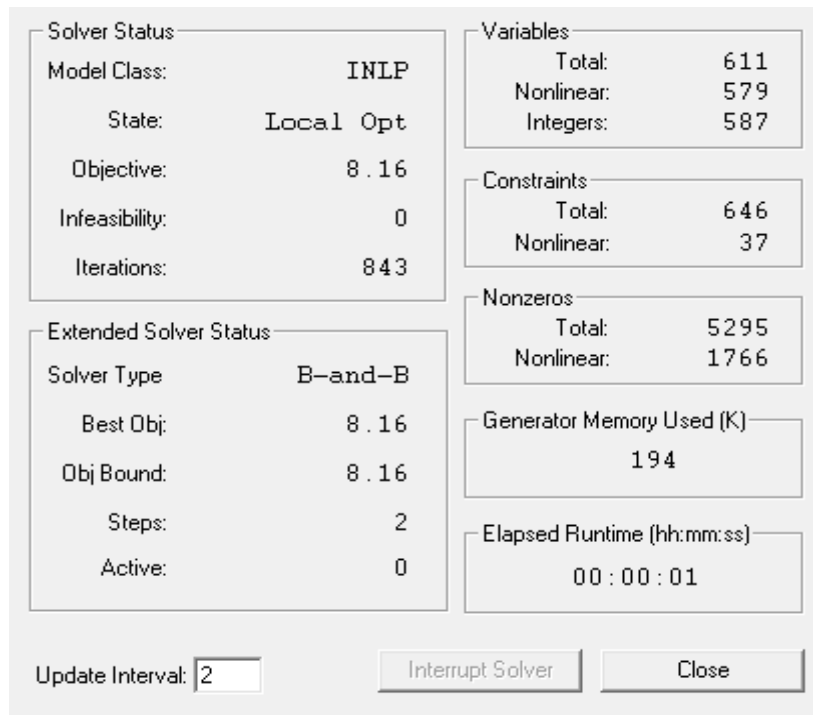 Solver Status
Model Class: INLP
State: Local Opt
Objective: 8.16
Infeasibility: 0
Iterations: 843
Extended Solver Status
Solver Type B-and-B
Best Obj: 8.16
Obj Bound: 8.16
Steps: 2
Active: 0
Variables
Total: 611
Nonlinear: 579
Integers: 587
Constraints
Total: 646
Nonlinear: 37
Nonzeros
Total: 5295
Nonlinear: 1766
Generator Memory Used (K)
194
Elapsed Runtime (hh:mm:ss)
00:00:01
Update Interval: 2
Interrupt Solver
Close